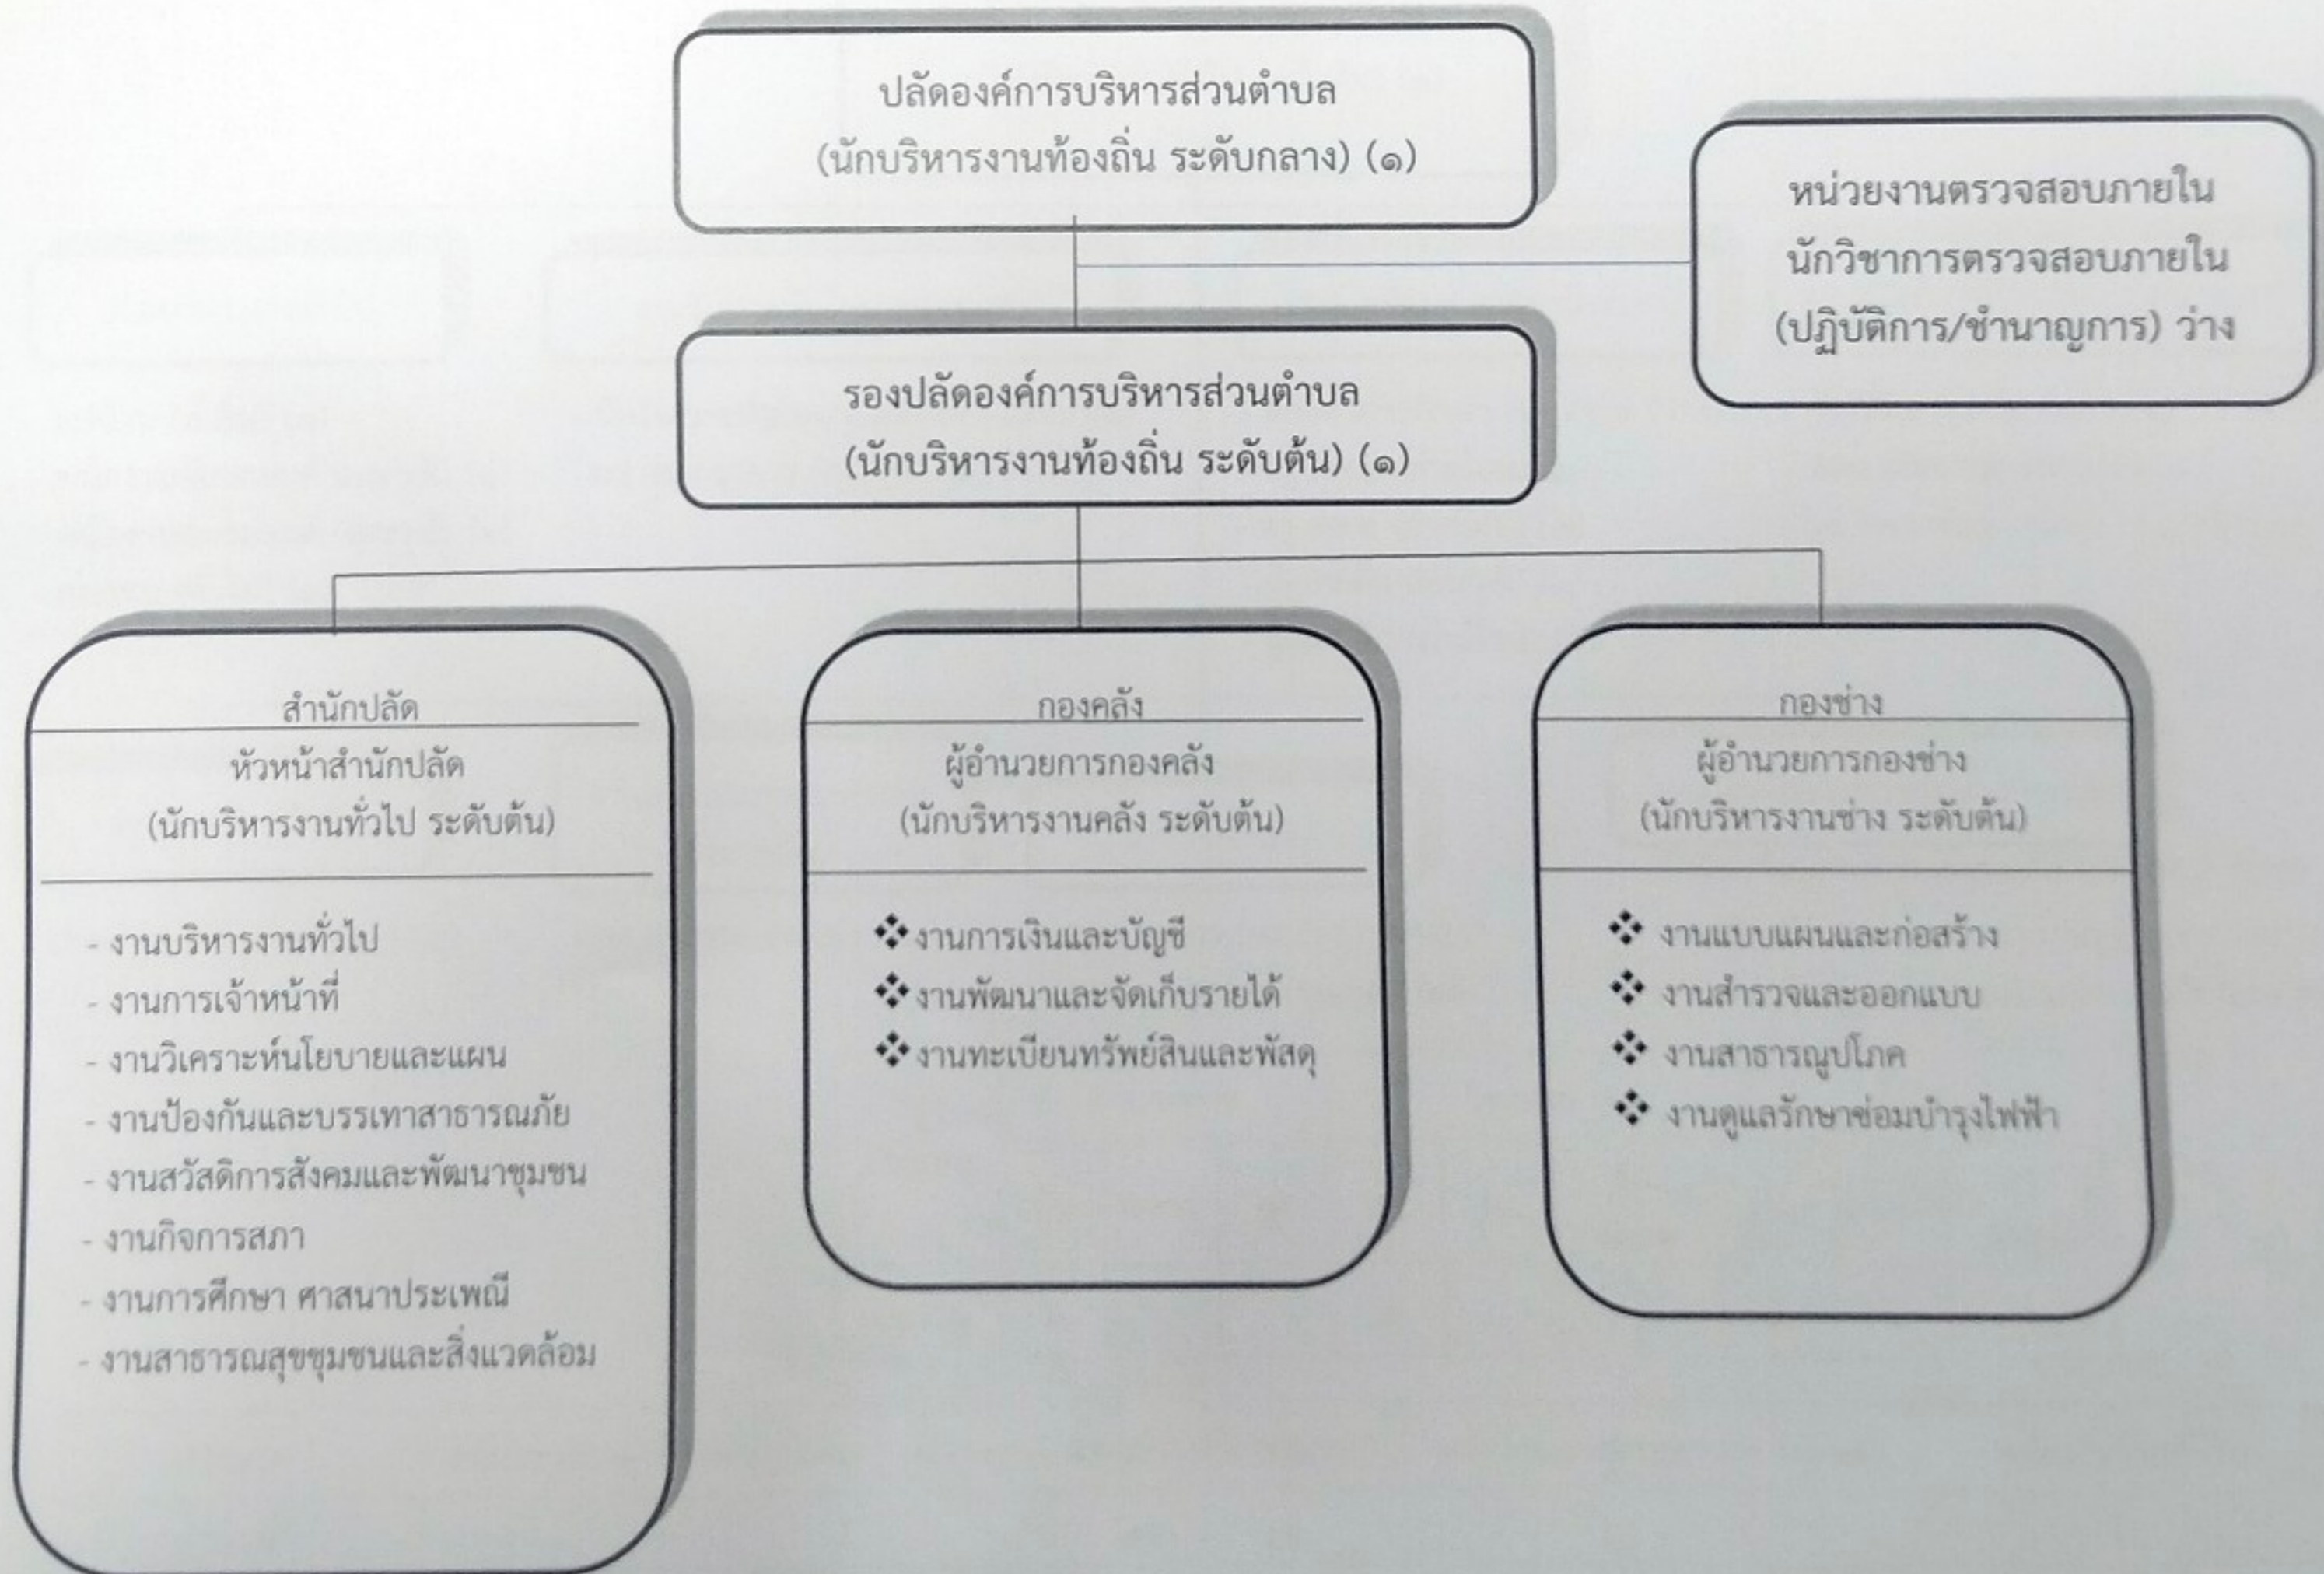 ปลัดองค์การบริหารส่วนตำบล
(นักบริหารงานท้องถิ่น ระดับกลาง) (๑)
หน่วยงานตรวจสอบภายใน
นักวิชาการตรวจสอบภายใน
(ปฏิบัติการ/ชำนาญการ) ว่าง
รองปลัดองค์การบริหารส่วนตำบล
(นักบริหารงานท้องถิ่น ระดับต้น) (๑)
สำนักปลัด
หัวหน้าสำนักปลัด
(นักบริหารงานทั่วไป ระดับต้น)
- งานบริหารงานทั่วไป
- งานการเจ้าหน้าที่
- งานวิเคราะห์นโยบายและแผน
- งานป้องกันและบรรเทาสาธารณภัย
- งานสวัสดิการสังคมและพัฒนาชุมชน
- งานกิจการสภา
- งานการศึกษา ศาสนาประเพณี
- งานสาธารณสุขชุมชนและสิ่งแวดล้อม
กองคลัง
ผู้อำนวยการกองคลัง
(นักบริหารงานคลัง ระดับต้น)
❖ งานการเงินและบัญชี
❖ งานพัฒนาและจัดเก็บรายได้
❖ งานทะเบียนทรัพย์สินและพัสดุ
กองช่าง
ผู้อำนวยการกองช่าง
(นักบริหารงานช่าง ระดับต้น)
❖ งานแบบแผนและก่อสร้าง
❖ งานสำรวจและออกแบบ
❖ งานสาธารณูปโภค
❖ งานดูแลรักษาซ่อมบำรุงไฟฟ้า